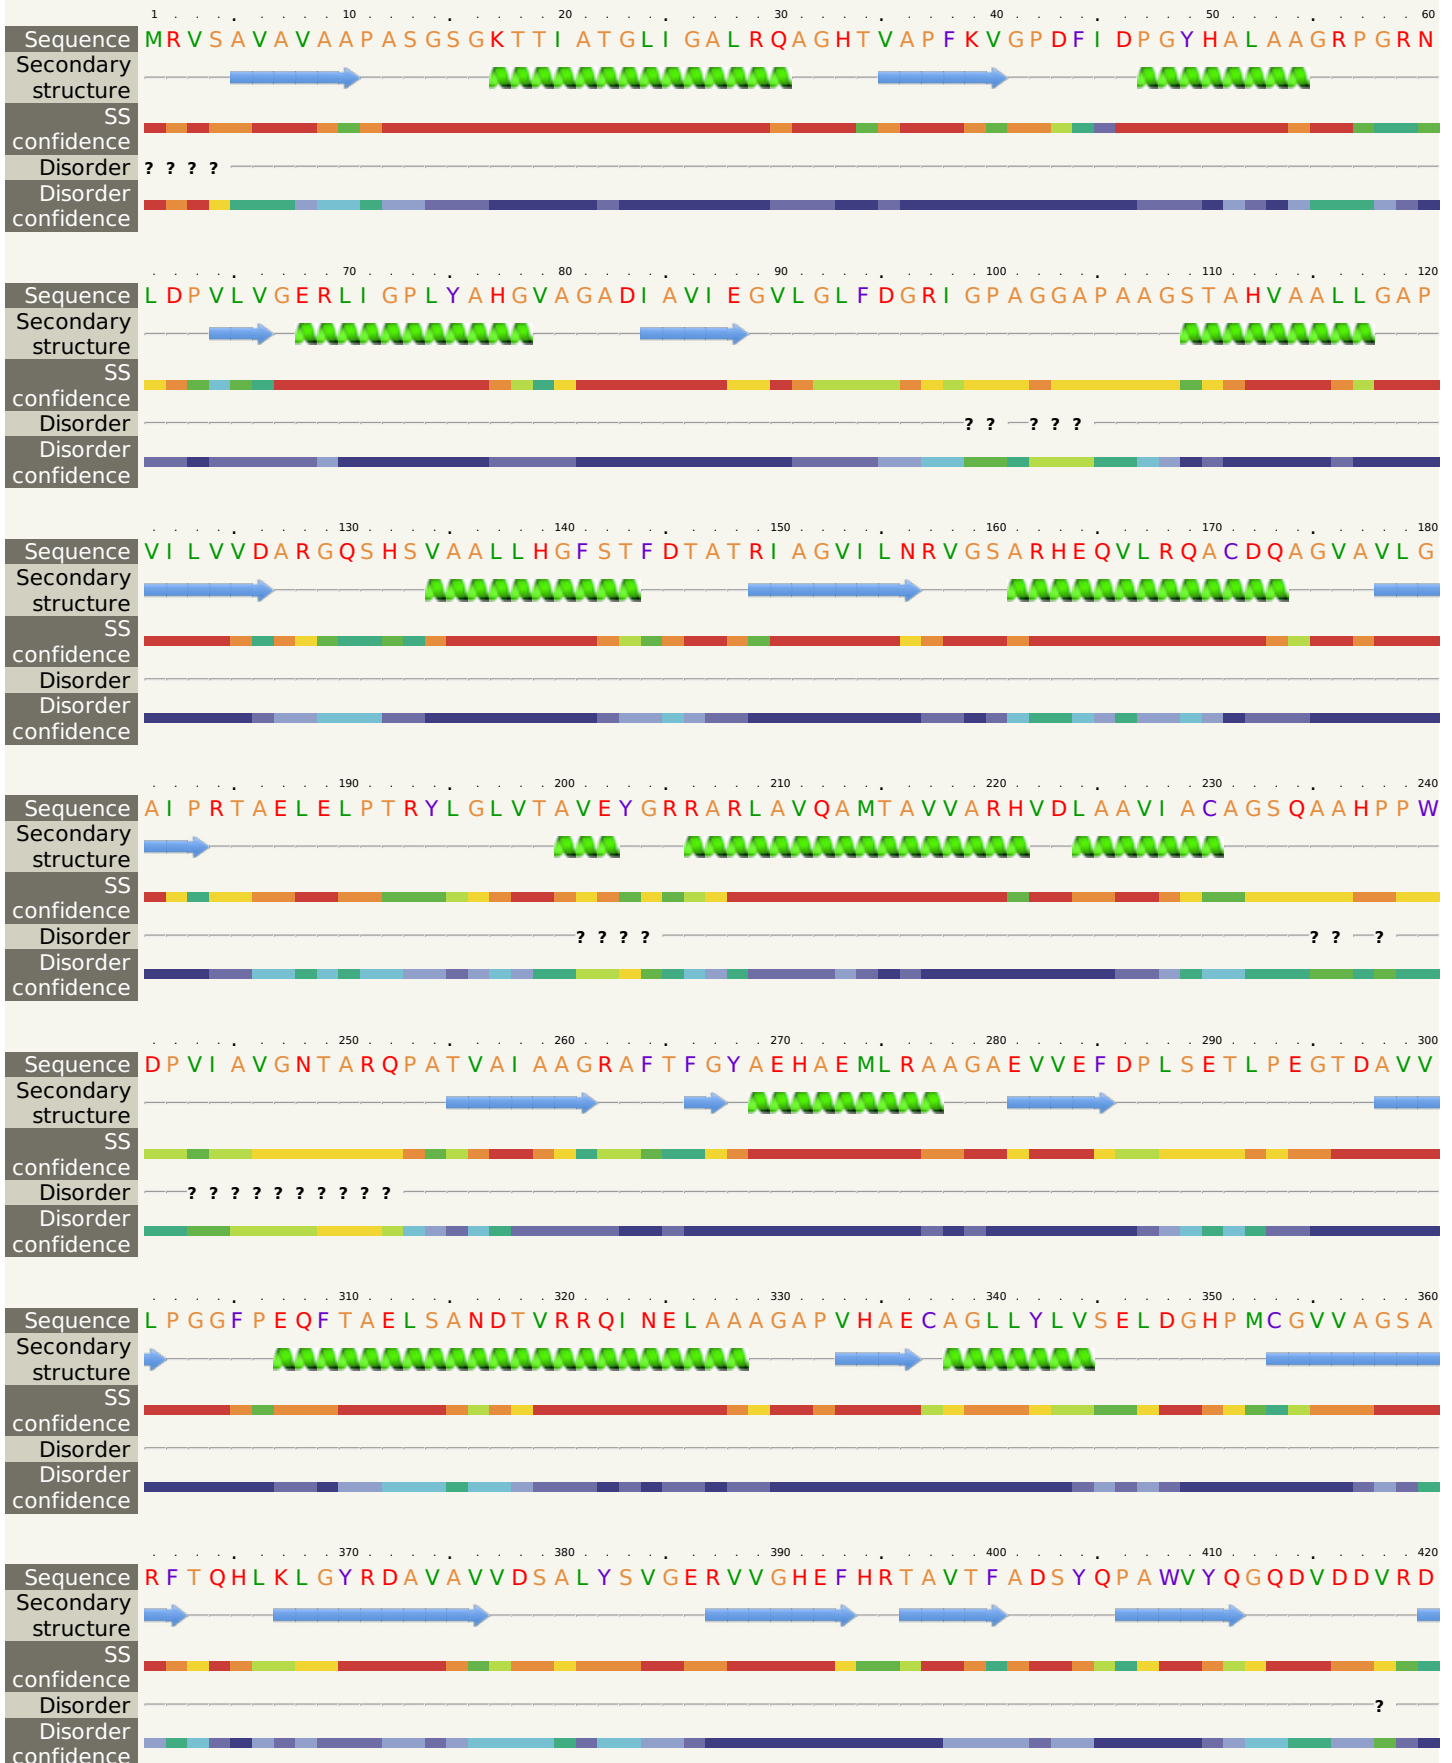 1 10 20 30 40 50 60
Sequence MRVSAVAVAAPASGSGKTTIATGLIGALRQAGHTVAPFKVGPDFIDPGYHALAAGRPGRN
Secondary
structure
SS
confidence
Disorder ? ? ? ?
Disorder
confidence
70 80 90 100 110 120
Sequence LDPVLVGERLIGPLYAHGVAGADIAVIEGVLGLFDGRIGPAGGAPAAGSTAHVAALLGAP
Secondary
structure
SS
confidence
Disorder ? ? ? ? ?
Disorder
confidence
130 140 150 160 170 180
Sequence VILVVDARGQSHSVAALLHGFSTFDTATRIAGVILNRVGSARHEQVLRQACDQAGVAVLG
Secondary
structure
SS
confidence
Disorder
Disorder
confidence
190 200 210 220 230 240
Sequence AIPRTAELELPTRYLGLVTAVEYGRRARLAVQAMTAVVARHVDLAAVIACAGSQAAHPPW
Secondary
structure
SS
confidence
Disorder ? ? ? ? ? ? ?
Disorder
confidence
250 260 270 280 290 300
Sequence DPVIAVGNTARQPATVAIAAGRAFTFGYAEHAEMLRAAGAEVVEFDPLSETLPEGTDAVV
Secondary
structure
SS
confidence
Disorder ? ? ? ? ? ? ? ? ? ?
Disorder
confidence
310 320 330 340 350 360
Sequence LPGGFPEQFTAELSANDTVRRQINELAAAGAPVHAECAGLLYLVSELDGHPMCGVVAGSA
Secondary
structure
SS
confidence
Disorder
Disorder
confidence
370 380 390 400 410 420
Sequence RFTQHLKLGYRDAVAVVDSALYSVGERVVGHEFHRTAVTFADSYQPAWVYQGQDVDDVRD
Secondary
structure
SS
confidence
Disorder ?
Disorder
confidence